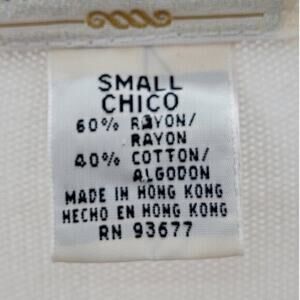 SMALL
CHICO
60% RAYON/
RAYON
40% COTTON/
ALGODON
MADE IN HONG KONG
HECHO EN HONG KONG
RN 93677